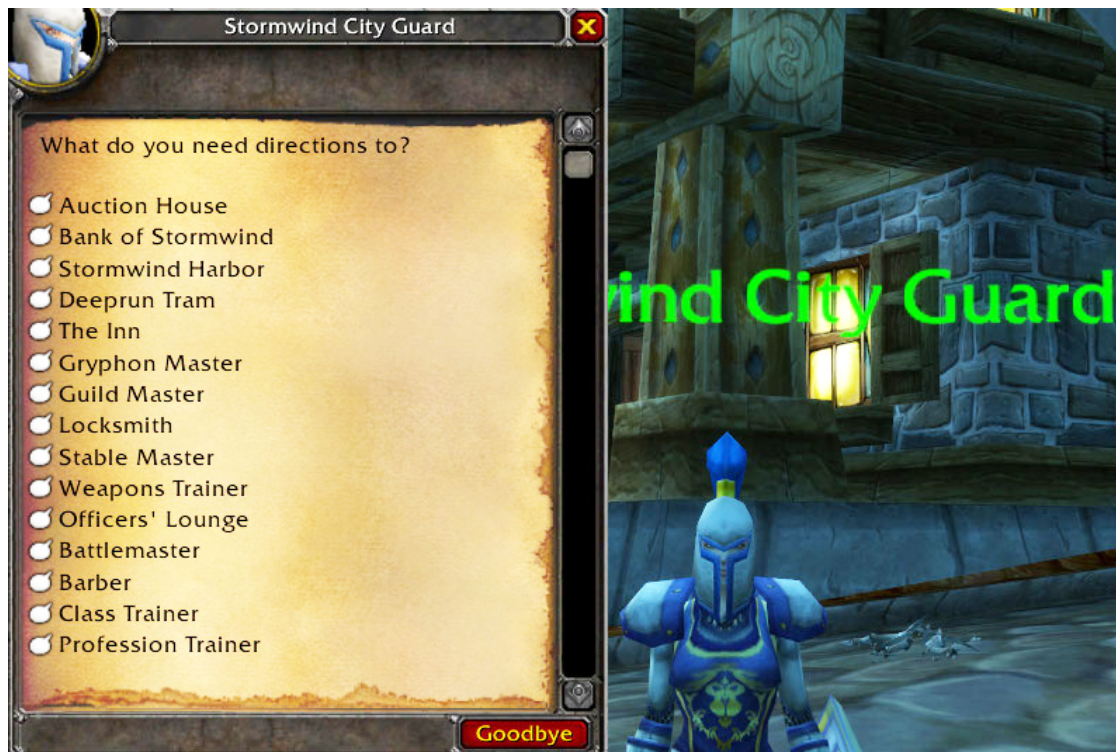 Stormwind City Guard
What do you need directions to?
Auction House
Bank of Stormwind
Stormwind Harbor
Deeprun Tram
The Inn
Gryphon Master
Guild Master
Locksmith
Stable Master
Weapons Trainer
Officers' Lounge
Battlemaster
Barber
Class Trainer
Profession Trainer
Goodbye
wind City Guard